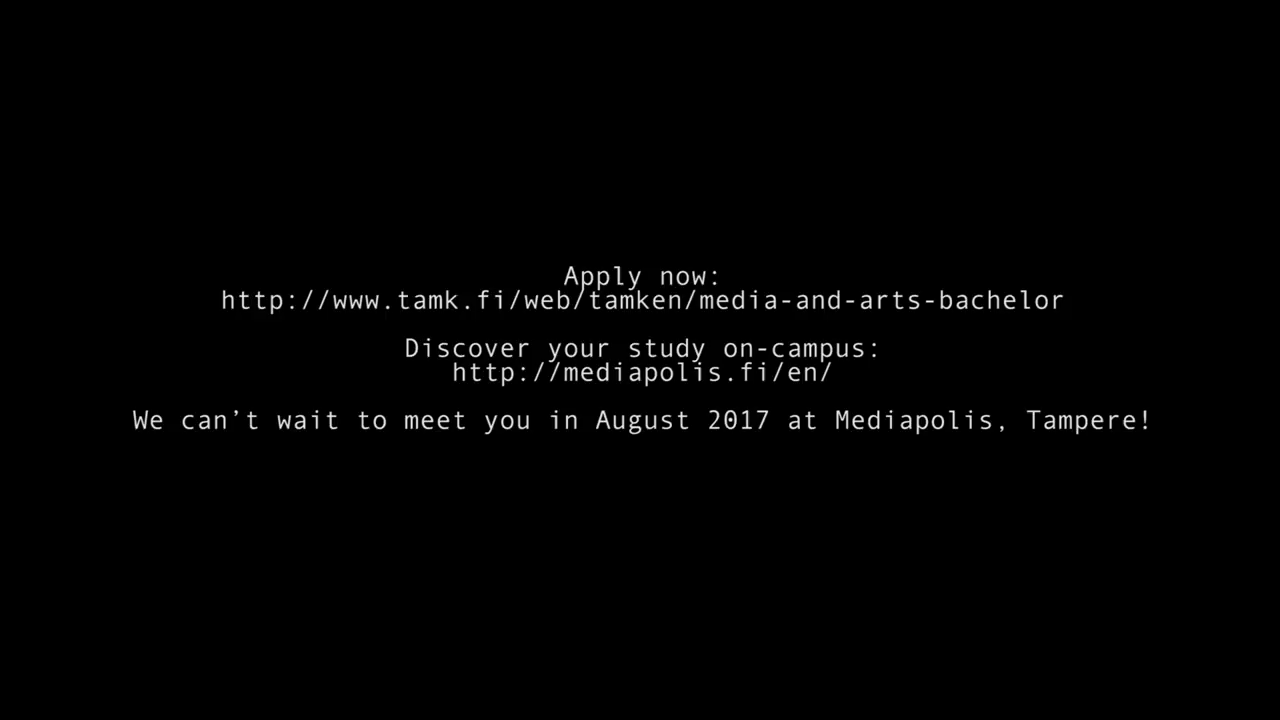 Apply now:
http://www.tamk.fi/web/tamken/media-and-arts-bachelor
Discover your study on-campus:
http://mediapolis.fi/en/
We can’t wait to meet you in August 2017 at Mediapolis, Tampere!